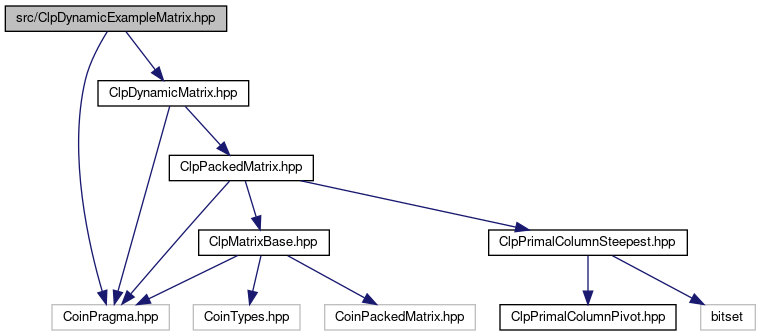 src/ClpDynamicExampleMatrix.hpp
ClpDynamicMatrix.hpp
ClpPackedMatrix.hpp
ClpMatrixBase.hpp
ClpPrimalColumnSteepest.hpp
CoinPragma.hpp
CoinTypes.hpp
CoinPackedMatrix.hpp
ClpPrimalColumnPivot.hpp
bitset